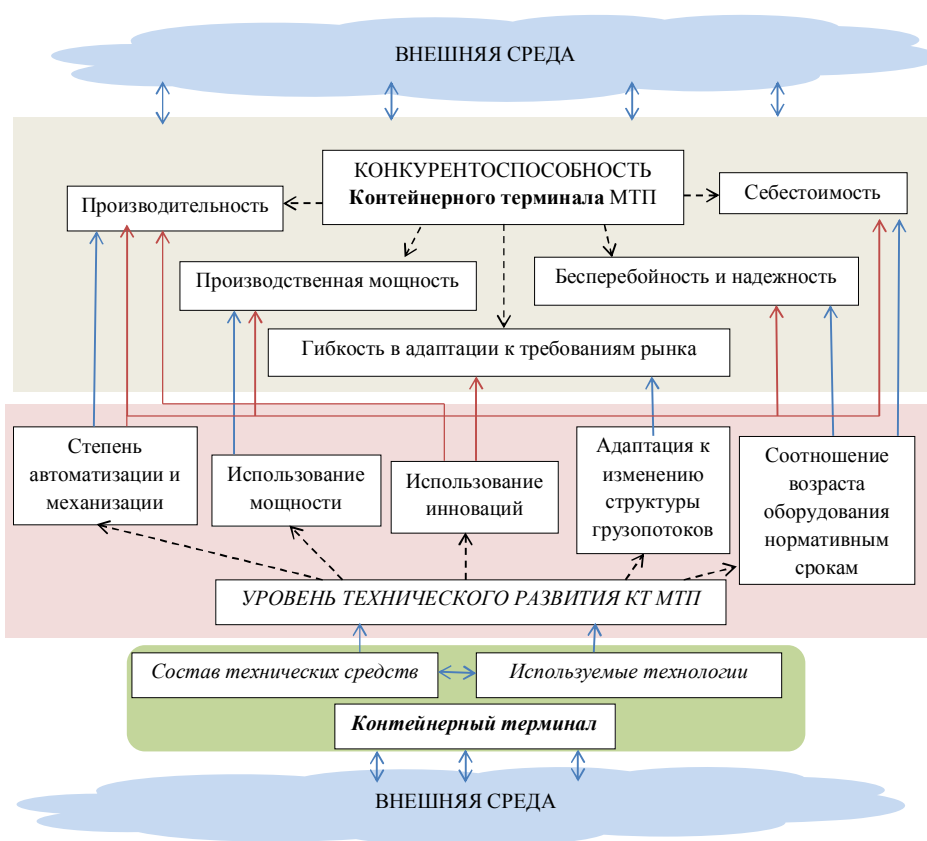 ВНЕШНЯЯ СРЕДА
КОНКУРЕНТОСПОСОБНОСТЬ
Контейнерного терминала МТП
Производительность
Себестоимость
Производственная мощность
Бесперебойность и надежность
Гибкость в адаптации к требованиям рынка
Степень
автоматизации и
механизации
Использование
мощности
Использование
инноваций
Адаптация к
изменению
структуры
грузопотоков
Соотношение
возраста
оборудования
нормативным
срокам
УРОВЕНЬ ТЕХНИЧЕСКОГО РАЗВИТИЯ КТ МТП
Состав технических средств
Используемые технологии
Контейнерный терминал
ВНЕШНЯЯ СРЕДА